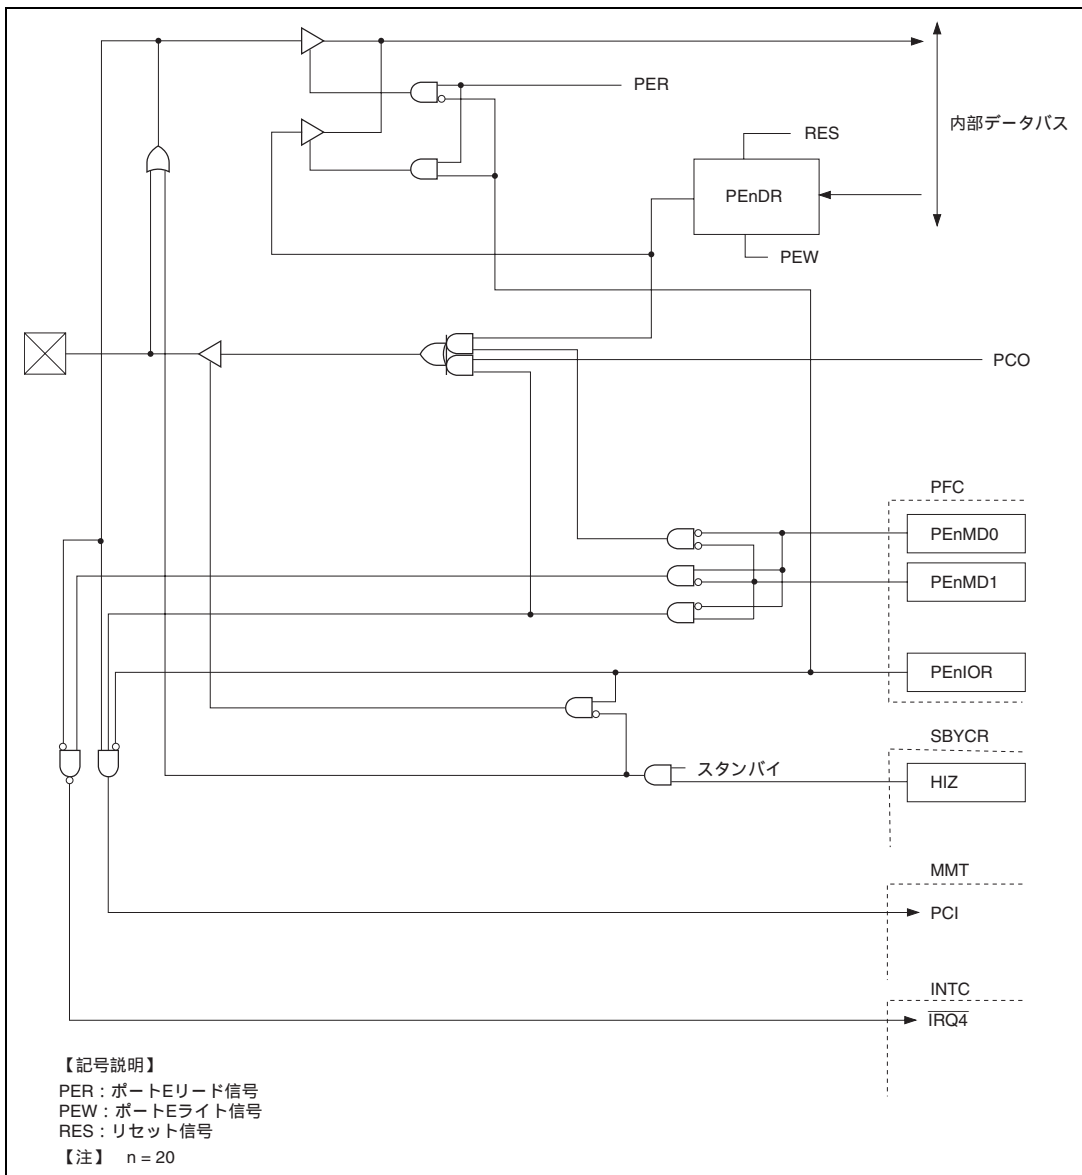 PER
内部データバス
RES
PEnDR
PEW
PCO
PFC
PEnMD0
PEnMD1
PEnIOR
SBYCR
スタンバイ
HIZ
MMT
PCI
INTC
IRQ4
【記号説明】
PER：ポートEリード信号
PEW：ポートEライト信号
RES：リセット信号
【注】 n = 20